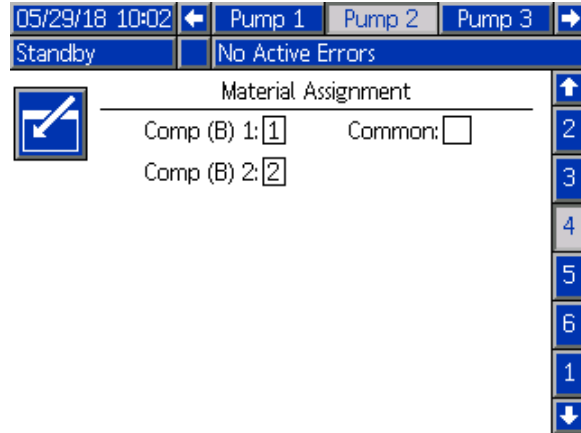 05/29/18 10:02 Pump 1 Pump 2 Pump 3
Standby No Active Errors
Material Assignment
Comp (B) 1: 1 Common:
Comp (B) 2: 2
2
3
4
5
6
1